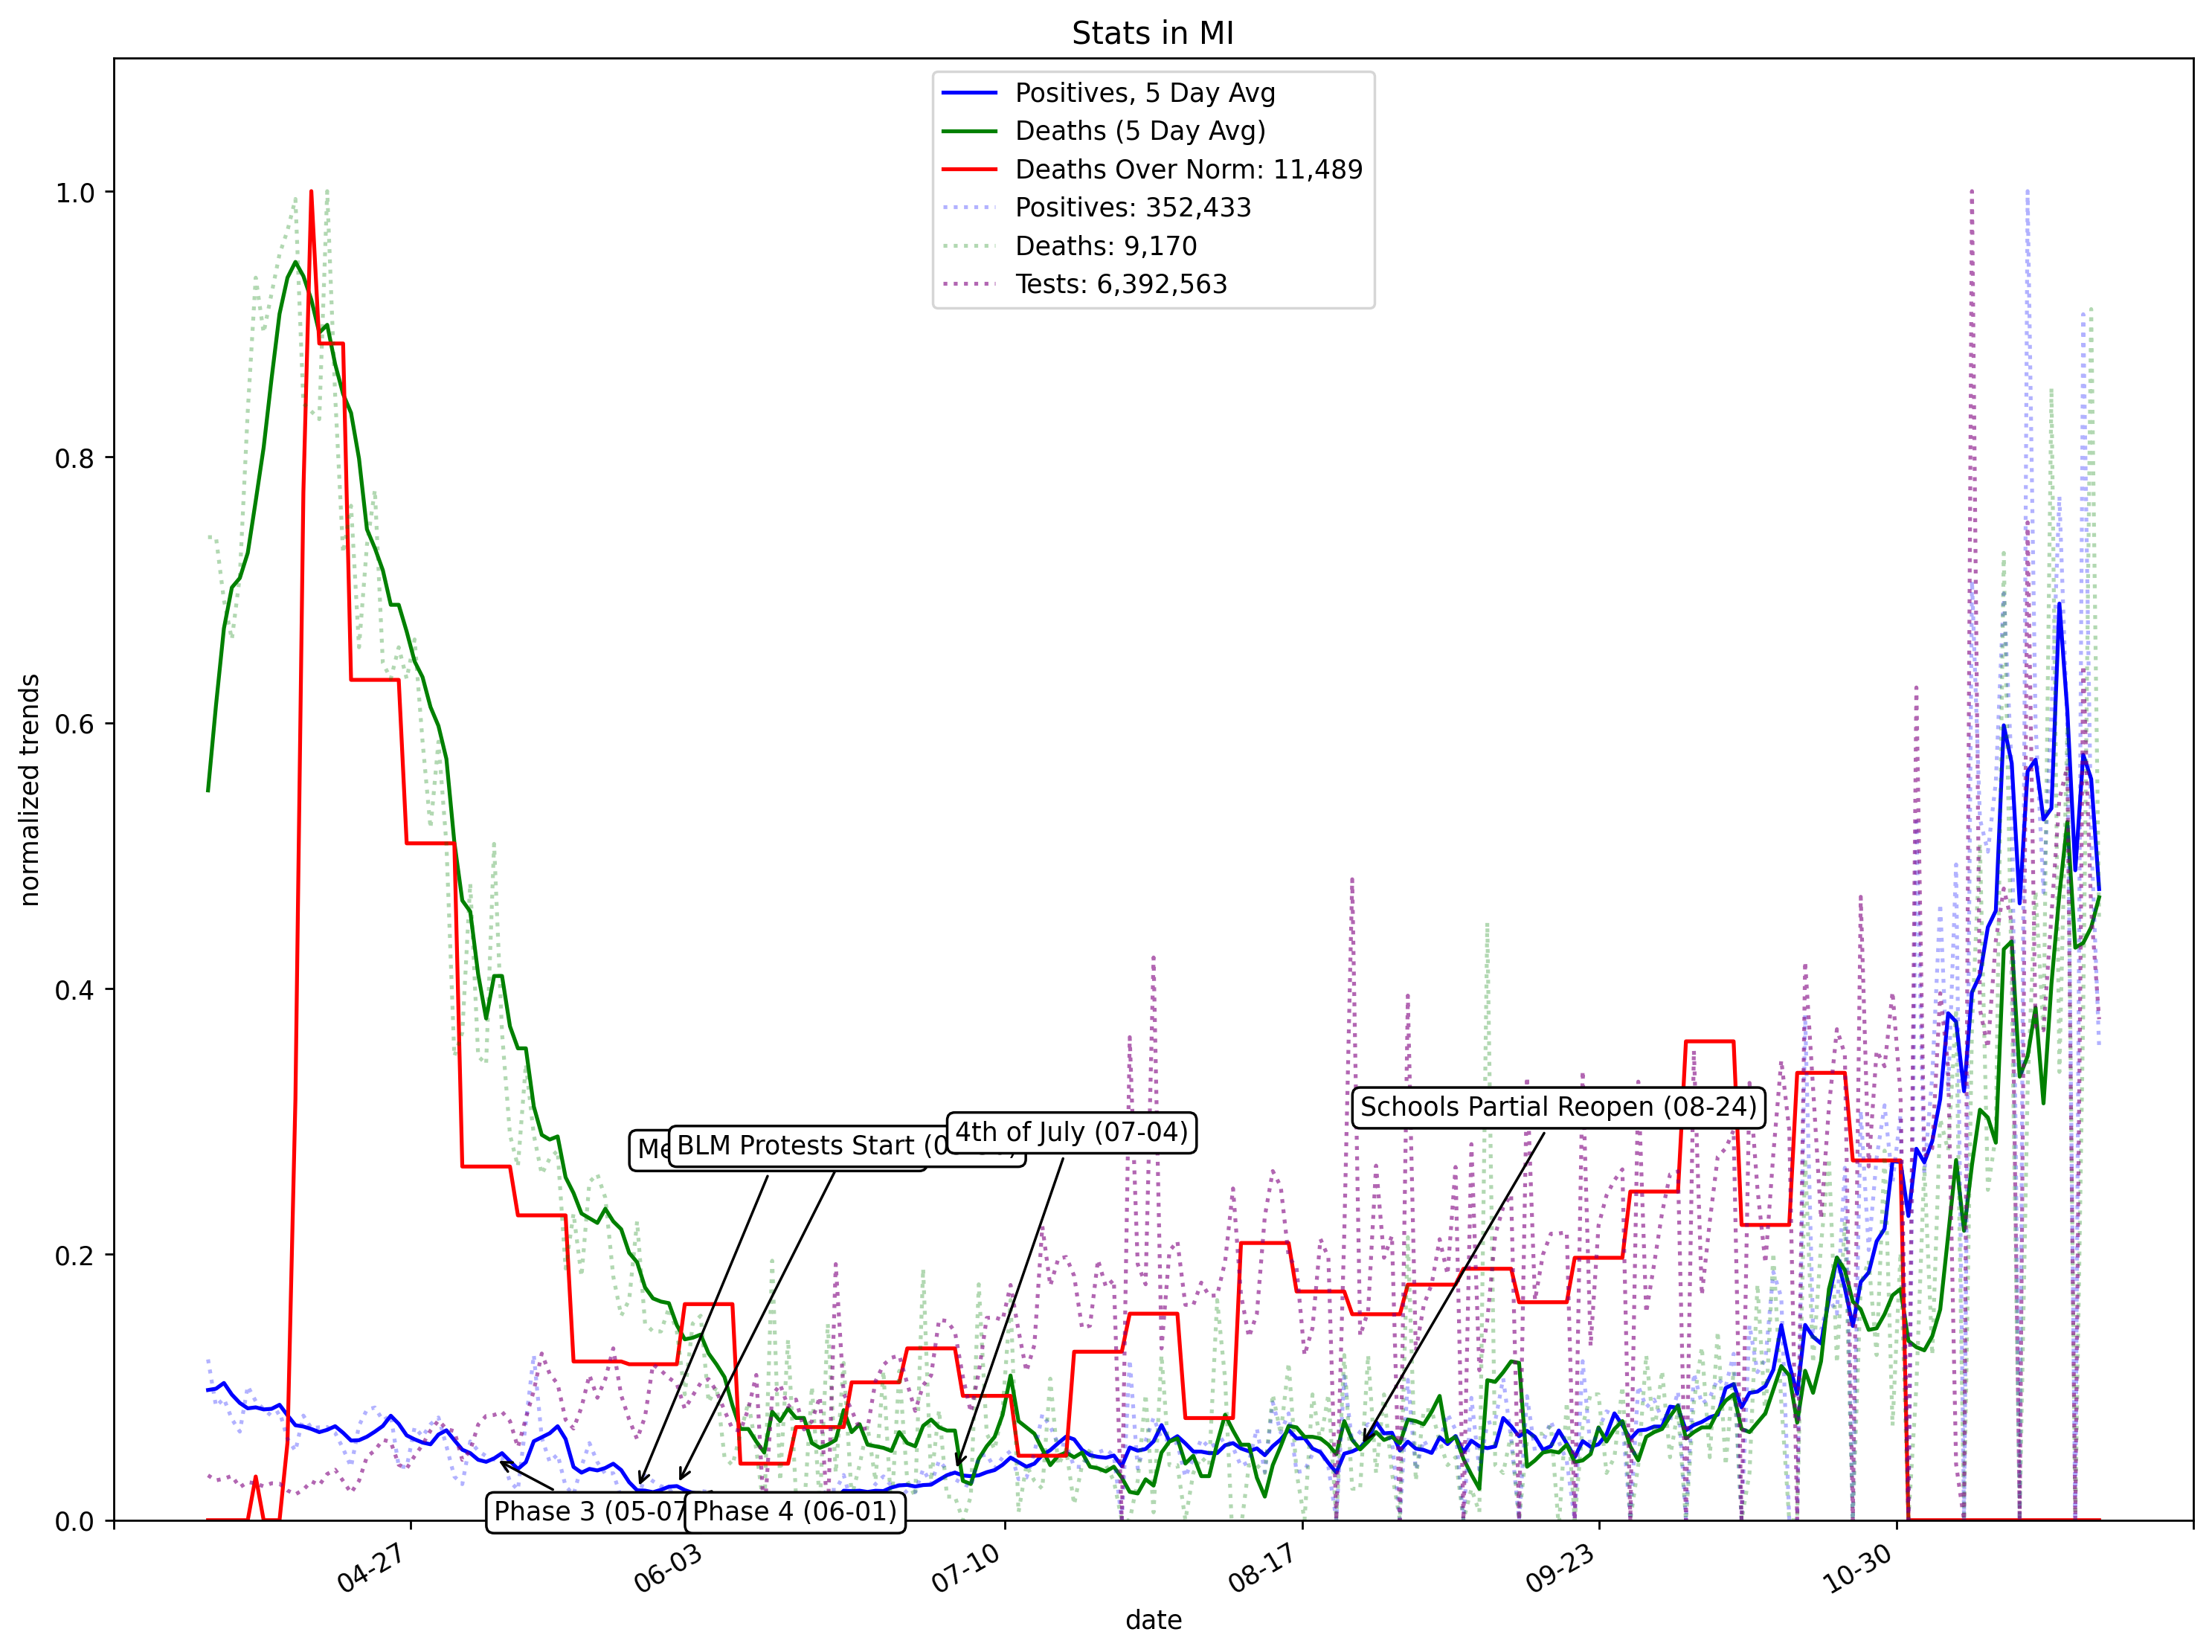 Stats in MI
Positives, 5 Day Avg
Deaths (5 Day Avg)
Deaths Over Norm: 11,489
Positives: 352,433
Deaths: 9,170
Tests: 6,392,563
normalized trends
1.0
0.8
0.6
0.4
0.2
0.0
BLM Protests Start
4th of July (07-04)
Schools Partial Reopen (08-24)
Phase 3 (05-07
Phase 4 (06-01)
04-27
06-03
07-10
08-17
09-23
10-30
date